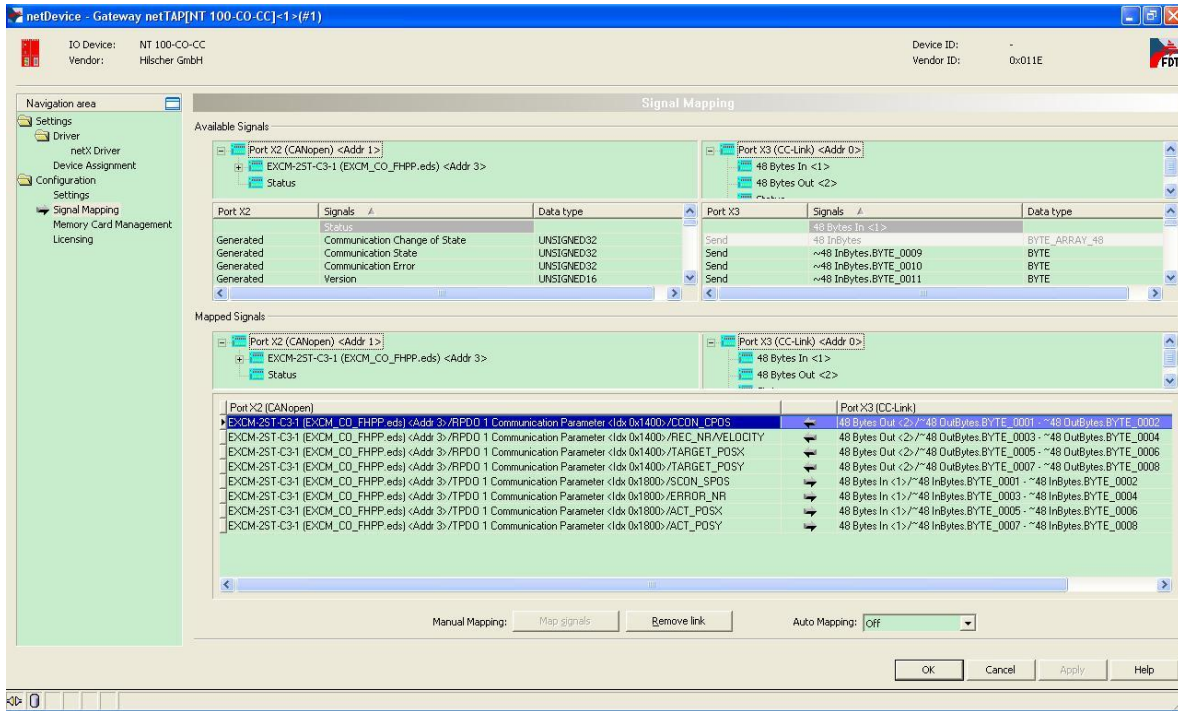 netDevice - Gateway netTAP[NT 100-CO-CC]<1>(#1)
IO Device: NT 100-CO-CC Device ID: -
Vendor: Hilscher GmbH Vendor ID: 0x011E
FDT
Navigation area
Settings
Driver
netX Driver
Device Assignment
Configuration
Settings
Signal Mapping
Memory Card Management
Licensing
Signal Mapping
Available Signals
Port X2 (CANopen) <Addr 1>
EXCM-2ST-C3-1 (EXCM_CO_FHPP.eds) <Addr 3>
Status
Port X3 (CC-Link) <Addr 0>
48 Bytes In <1>
48 Bytes Out <2>
Status
Port X2 Signals Data type
Status
Generated Communication Change of State UNSIGNED32
Generated Communication State UNSIGNED32
Generated Communication Error UNSIGNED32
Generated Version UNSIGNED16
Port X3 Signals Data type
48 Bytes In <1>
Send 48 InBytes BYTE_ARRAY_48
Send ~48 InBytes.BYTE_0009 BYTE
Send ~48 InBytes.BYTE_0010 BYTE
Send ~48 InBytes.BYTE_0011 BYTE
Mapped Signals
Port X2 (CANopen) <Addr 1>
EXCM-2ST-C3-1 (EXCM_CO_FHPP.eds) <Addr 3>
Status
Port X3 (CC-Link) <Addr 0>
48 Bytes In <1>
48 Bytes Out <2>
Port X2 (CANopen) Port X3 (CC-Link)
EXCM-2ST-C3-1 (EXCM_CO_FHPP.eds) <Addr 3>/RPDO 1 Communication Parameter <Idx 0x1400>/CCON_CPOS 48 Bytes Out <2>/~48 OutBytes.BYTE_0001 - ~48 OutBytes.BYTE_0002
EXCM-2ST-C3-1 (EXCM_CO_FHPP.eds) <Addr 3>/RPDO 1 Communication Parameter <Idx 0x1400>/REC_NR/VELOCITY 48 Bytes Out <2>/~48 OutBytes.BYTE_0003 - ~48 OutBytes.BYTE_0004
EXCM-2ST-C3-1 (EXCM_CO_FHPP.eds) <Addr 3>/RPDO 1 Communication Parameter <Idx 0x1400>/TARGET_POSX 48 Bytes Out <2>/~48 OutBytes.BYTE_0005 - ~48 OutBytes.BYTE_0006
EXCM-2ST-C3-1 (EXCM_CO_FHPP.eds) <Addr 3>/RPDO 1 Communication Parameter <Idx 0x1400>/TARGET_POSY 48 Bytes Out <2>/~48 OutBytes.BYTE_0007 - ~48 OutBytes.BYTE_0008
EXCM-2ST-C3-1 (EXCM_CO_FHPP.eds) <Addr 3>/TPDO 1 Communication Parameter <Idx 0x1800>/SCON_SPOS 48 Bytes In <1>/~48 InBytes.BYTE_0001 - ~48 InBytes.BYTE_0002
EXCM-2ST-C3-1 (EXCM_CO_FHPP.eds) <Addr 3>/TPDO 1 Communication Parameter <Idx 0x1800>/ERROR_NR 48 Bytes In <1>/~48 InBytes.BYTE_0003 - ~48 InBytes.BYTE_0004
EXCM-2ST-C3-1 (EXCM_CO_FHPP.eds) <Addr 3>/TPDO 1 Communication Parameter <Idx 0x1800>/ACT_POSX 48 Bytes In <1>/~48 InBytes.BYTE_0005 - ~48 InBytes.BYTE_0006
EXCM-2ST-C3-1 (EXCM_CO_FHPP.eds) <Addr 3>/TPDO 1 Communication Parameter <Idx 0x1800>/ACT_POSY 48 Bytes In <1>/~48 InBytes.BYTE_0007 - ~48 InBytes.BYTE_0008
Manual Mapping: Map signals Remove link Auto Mapping: Off
OK Cancel Apply Help